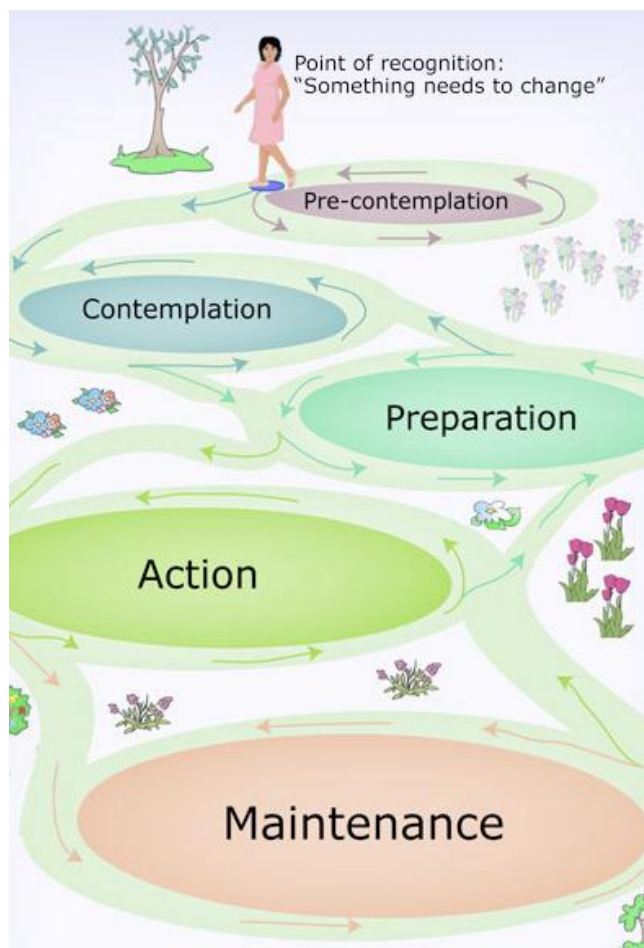 Point of recognition:
“Something needs to change”
Pre-contemplation
Contemplation
Preparation
Action
Maintenance